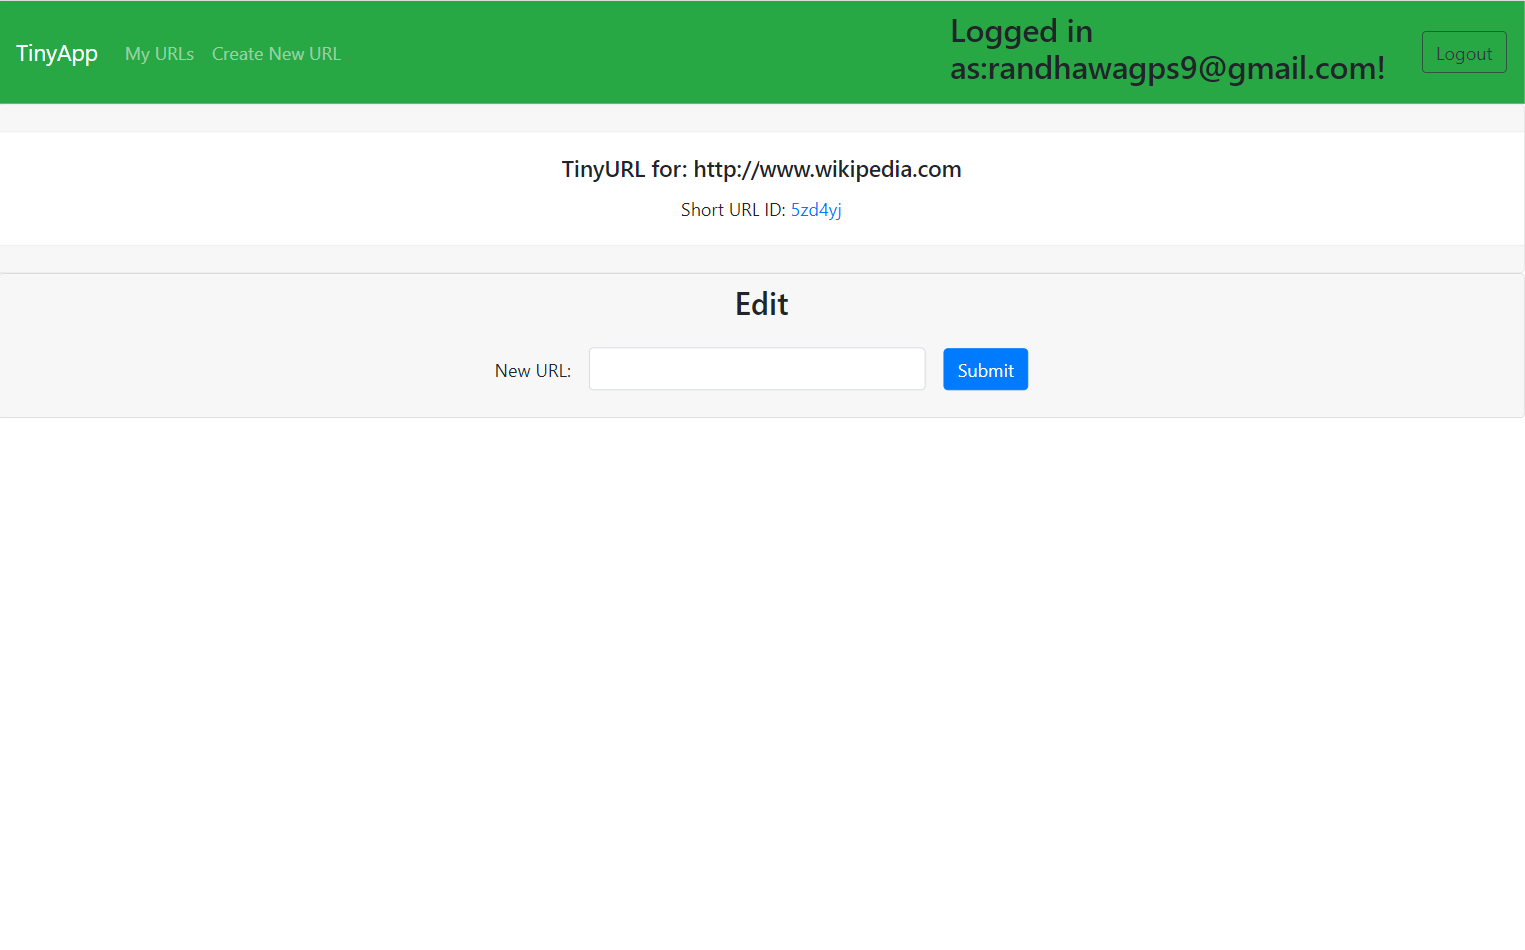 TinyApp My URLs Create New URL
Logged in
as:randhawagps9@gmail.com!
Logout
TinyURL for: http://www.wikipedia.com
Short URL ID: 5zd4yj
Edit
New URL:
Submit